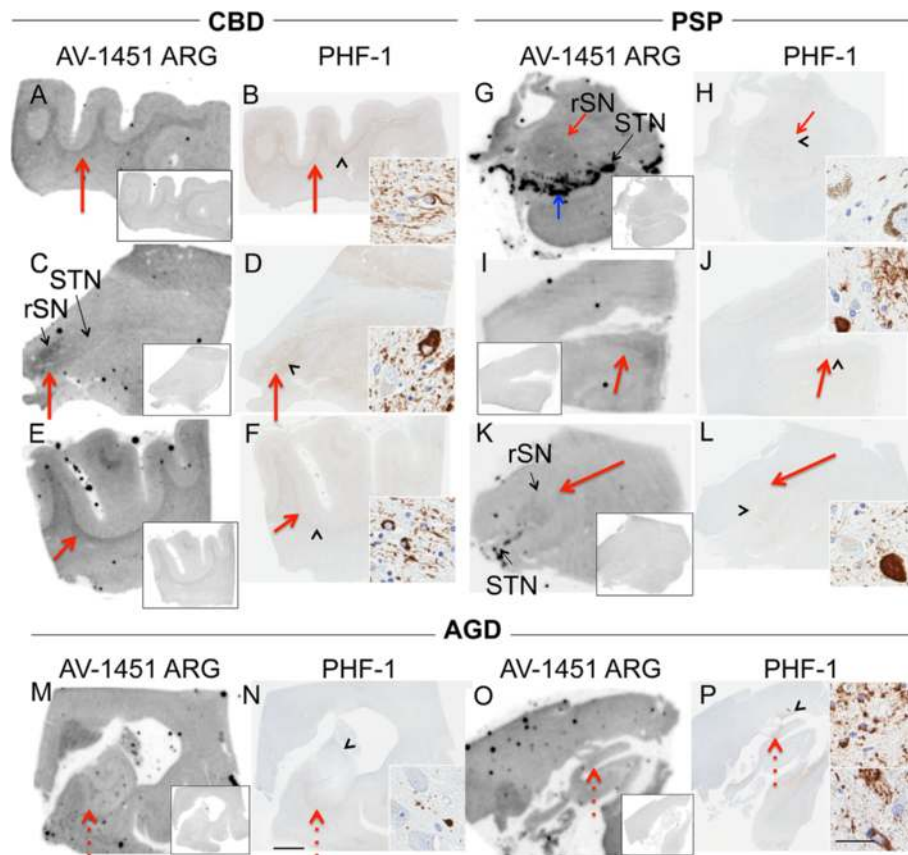 CBD PSP
AV-1451 ARG PHF-1 AV-1451 ARG PHF-1
A B G H
rSN
STN
C D I J
STN
rSN
E F K L
rSN
STN
AGD
AV-1451 ARG PHF-1 AV-1451 ARG PHF-1
M N O P